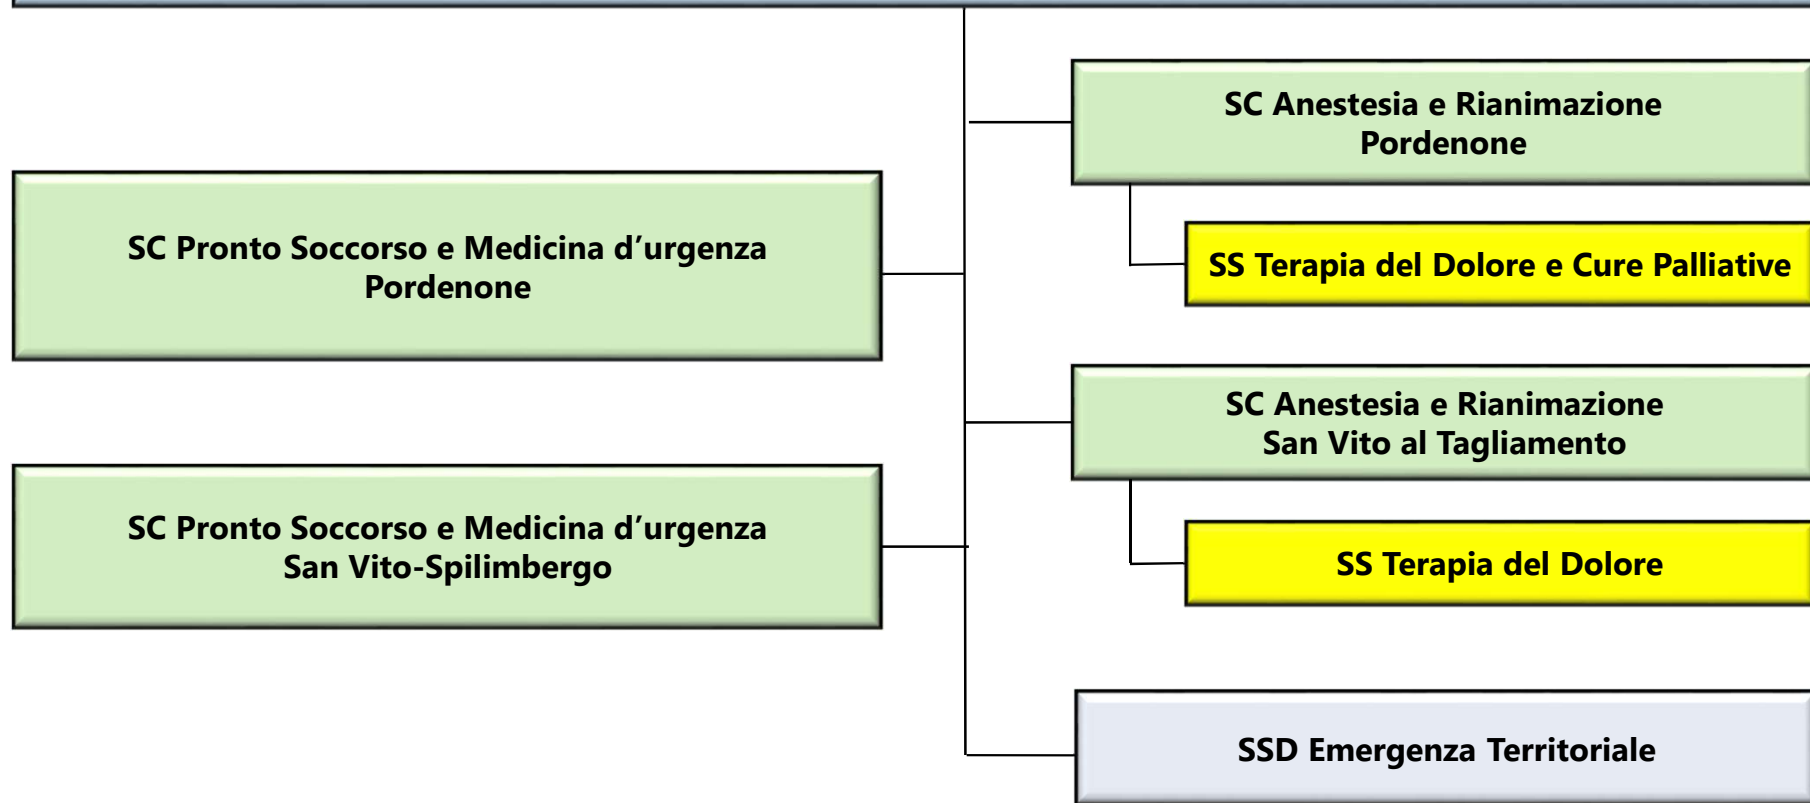 SC Anestesia e Rianimazione
Pordenone
SC Pronto Soccorso e Medicina d’urgenza
Pordenone
SS Terapia del Dolore e Cure Palliative
SC Anestesia e Rianimazione
San Vito al Tagliamento
SC Pronto Soccorso e Medicina d’urgenza
San Vito-Spilimbergo
SS Terapia del Dolore
SSD Emergenza Territoriale